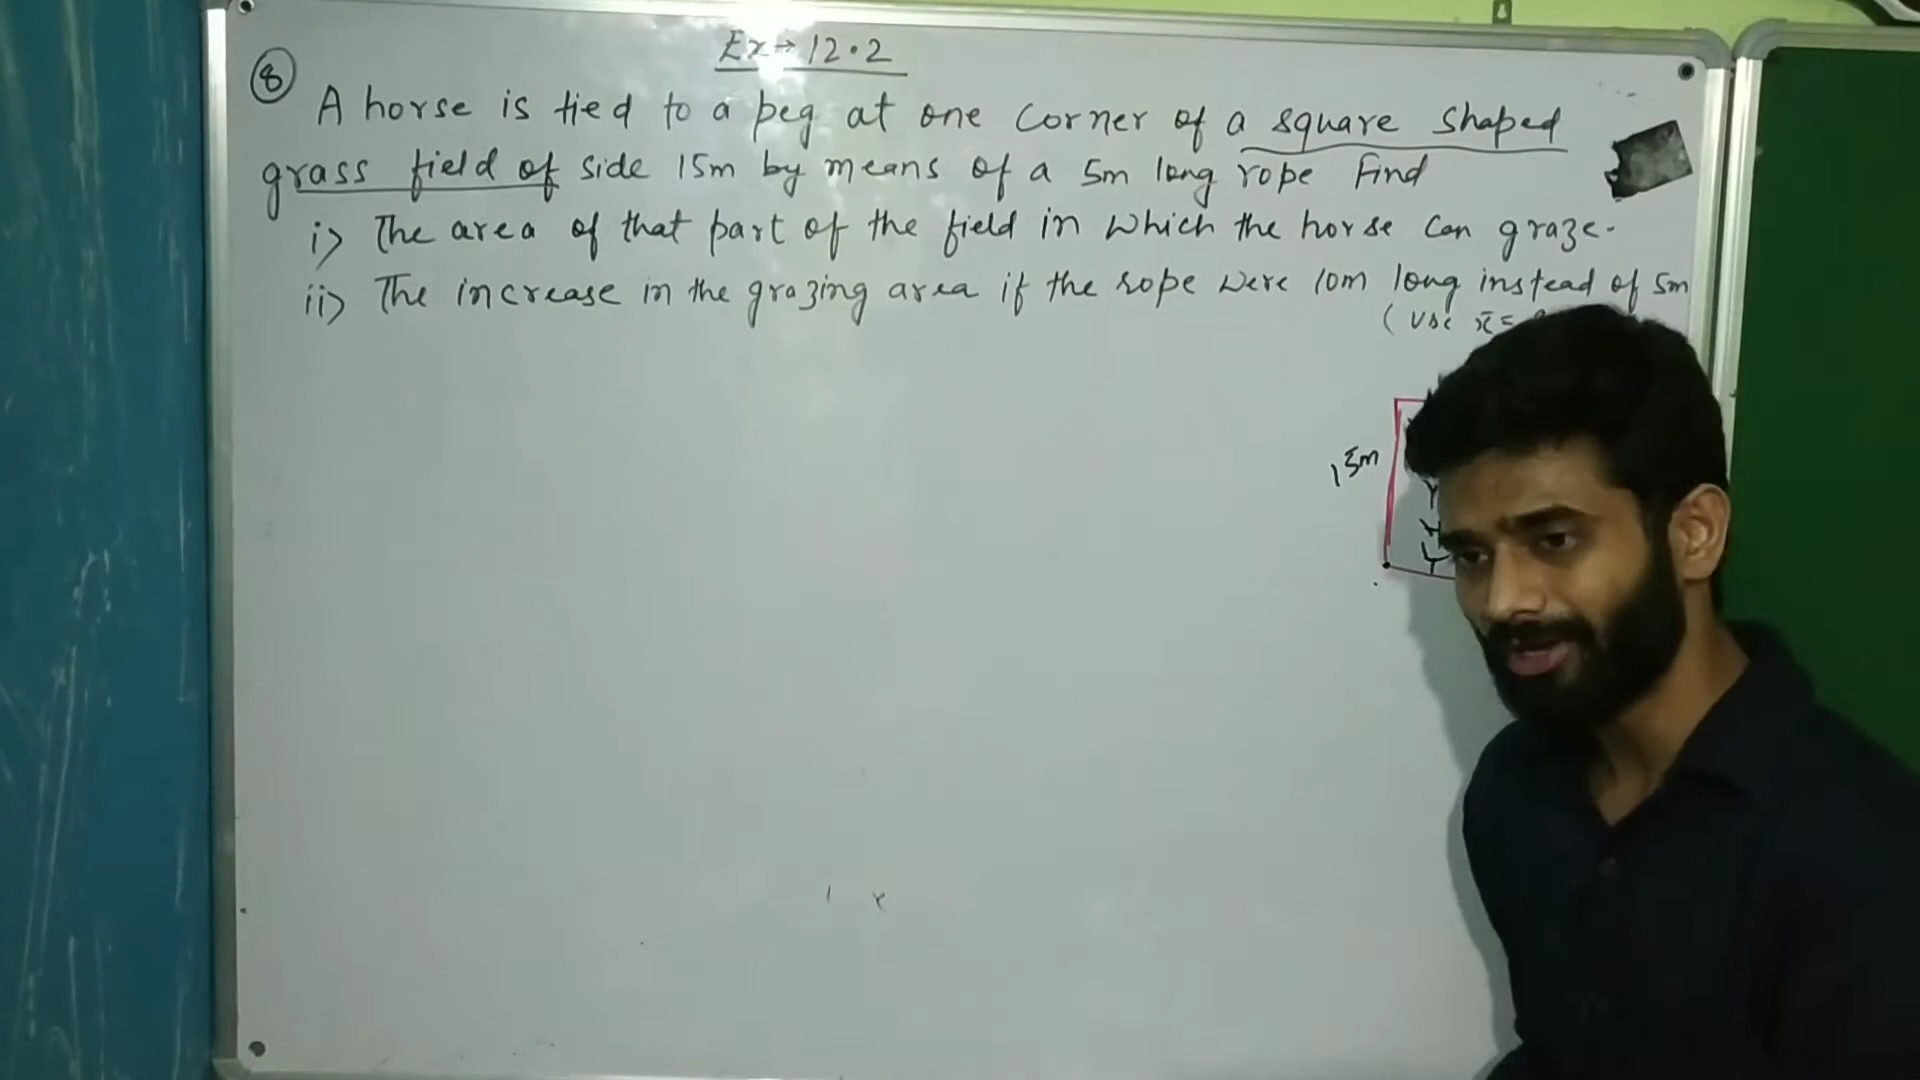 Ex → 12.2
8 A horse is tied to a peg at one corner of a square shaped
grass field of side 15m by means of a 5m long rope Find
i) The area of that part of the field in which the horse can graze.
ii) The increase in the grazing area if the rope were 10m long instead of 5m
(use π =
15m